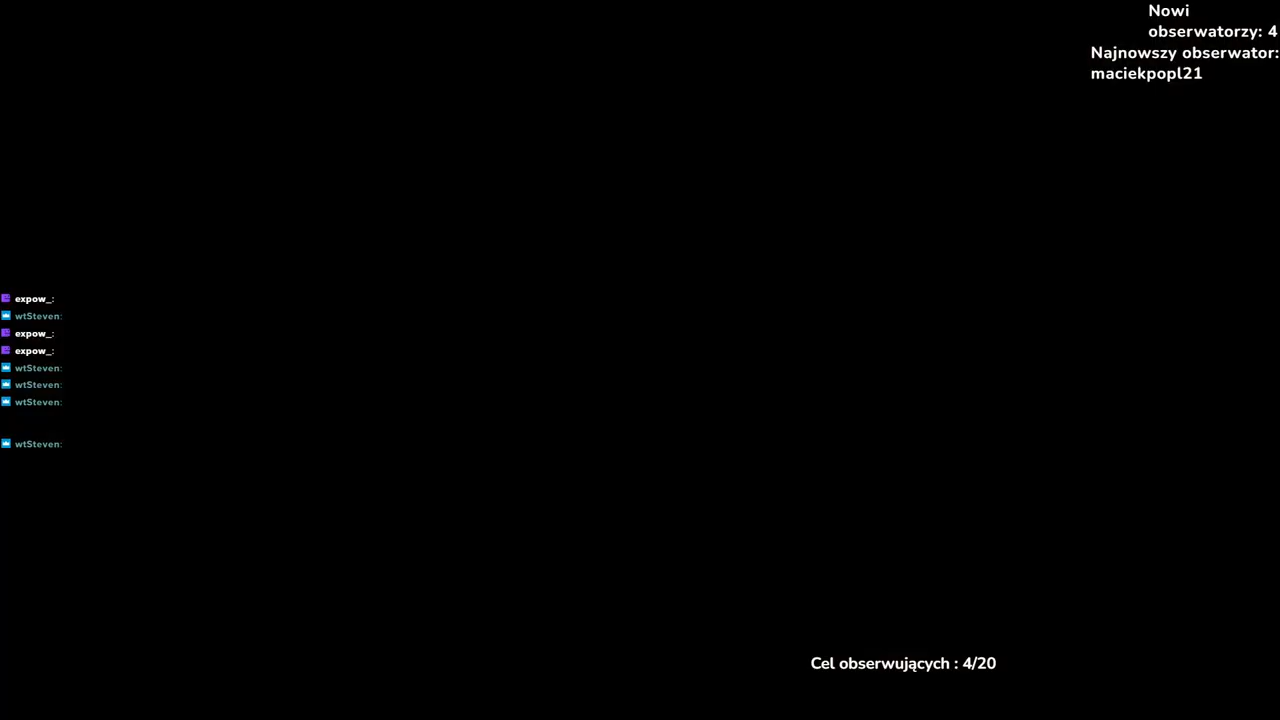 Nowi
obserwatorzy: 4
Najnowszy obserwator:
maciekpopl21
expow_:
wtSteven:
expow_:
expow_:
wtSteven:
wtSteven:
wtSteven:
wtSteven:
Cel obserwujących : 4/20